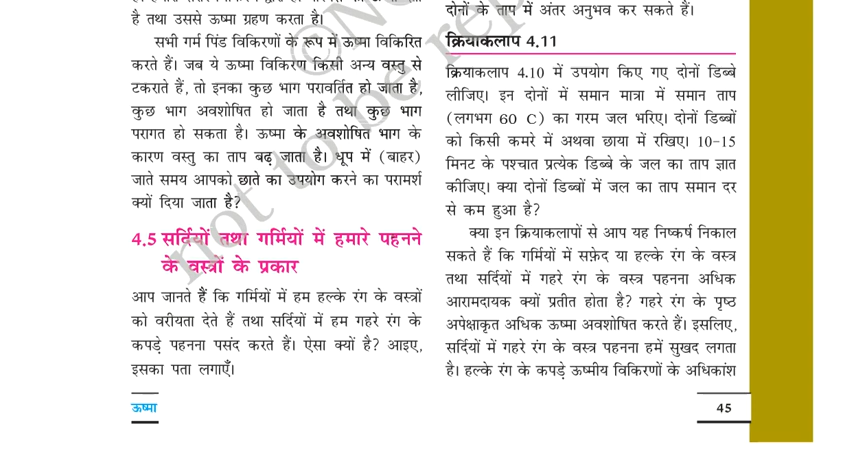 है तथा उससे ऊष्मा ग्रहण करता है।
सभी गर्म पिंड विकिरणों के रूप में ऊष्मा विकिरित
करते हैं। जब ये ऊष्मा विकिरण किसी अन्य वस्तु से
टकराते हैं, तो इनका कुछ भाग परावर्तित हो जाता है,
कुछ भाग अवशोषित हो जाता है तथा कुछ भाग
परागत हो सकता है। ऊष्मा के अवशोषित भाग के
कारण वस्तु का ताप बढ़ जाता है। धूप में (बाहर)
जाते समय आपको छाते का उपयोग करने का परामर्श
क्यों दिया जाता है?
4.5 सर्दियों तथा गर्मियों में हमारे पहनने
के वस्त्रों के प्रकार
आप जानते हैं कि गर्मियों में हम हल्के रंग के वस्त्रों
को वरीयता देते हैं तथा सर्दियों में हम गहरे रंग के
कपड़े पहनना पसंद करते हैं। ऐसा क्यों है? आइए,
इसका पता लगाएँ।
दोनों के ताप में अंतर अनुभव कर सकते हैं।
क्रियाकलाप 4.11
क्रियाकलाप 4.10 में उपयोग किए गए दोनों डिब्बे
लीजिए। इन दोनों में समान मात्रा में समान ताप
(लगभग 60 C) का गरम जल भरिए। दोनों डिब्बों
को किसी कमरे में अथवा छाया में रखिए। 10-15
मिनट के पश्चात प्रत्येक डिब्बे के जल का ताप ज्ञात
कीजिए। क्या दोनों डिब्बों में जल का ताप समान दर
से कम हुआ है?
क्या इन क्रियाकलापों से आप यह निष्कर्ष निकाल
सकते हैं कि गर्मियों में सफ़ेद या हल्के रंग के वस्त्र
तथा सर्दियों में गहरे रंग के वस्त्र पहनना अधिक
आरामदायक क्यों प्रतीत होता है? गहरे रंग के पृष्ठ
अपेक्षाकृत अधिक ऊष्मा अवशोषित करते हैं। इसलिए,
सर्दियों में गहरे रंग के वस्त्र पहनना हमें सुखद लगता
है। हल्के रंग के कपड़े ऊष्मीय विकिरणों के अधिकांश
ऊष्मा
45
not to be rep